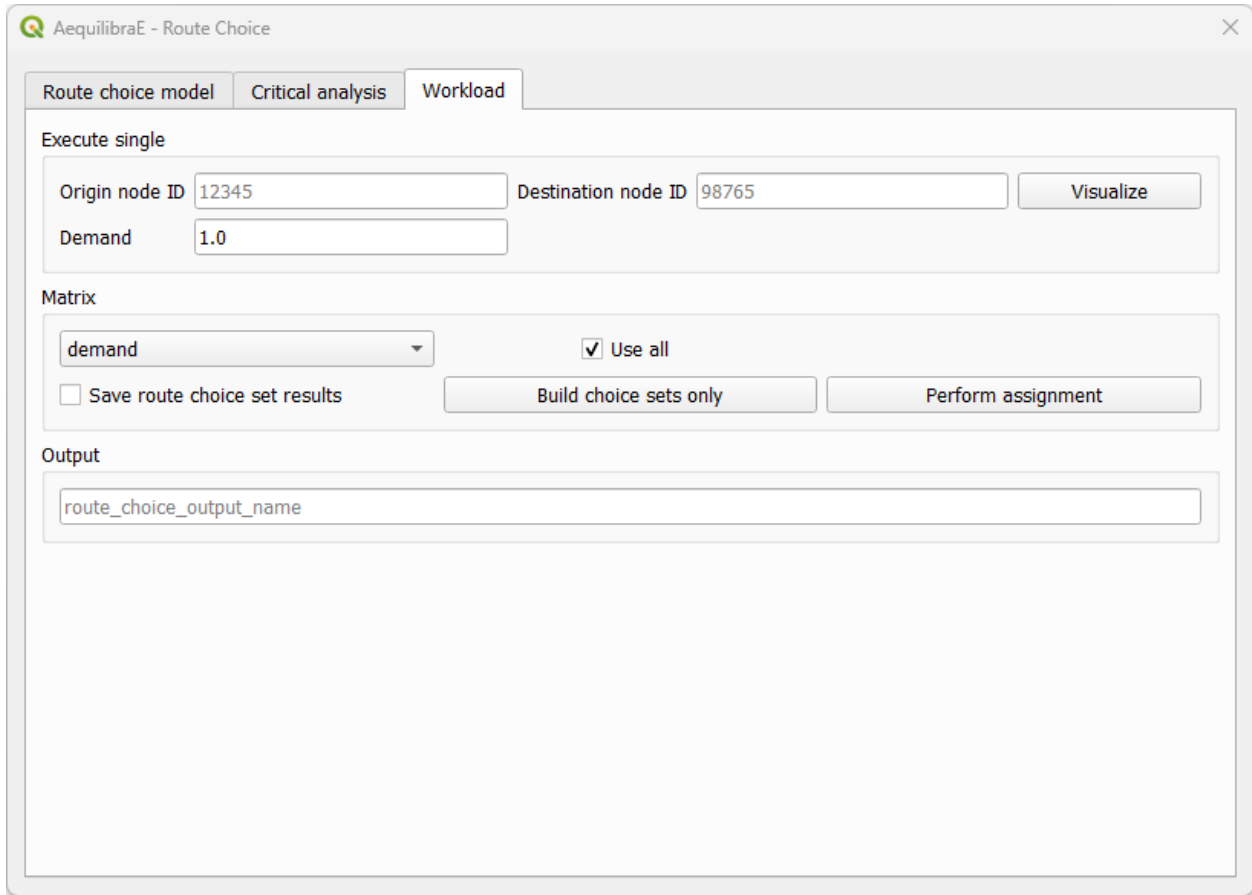 AequilibraE - Route Choice
Route choice model Critical analysis Workload
Execute single
Origin node ID 12345 Destination node ID 98765 Visualize
Demand 1.0
Matrix
demand Use all
Save route choice set results Build choice sets only Perform assignment
Output
route_choice_output_name